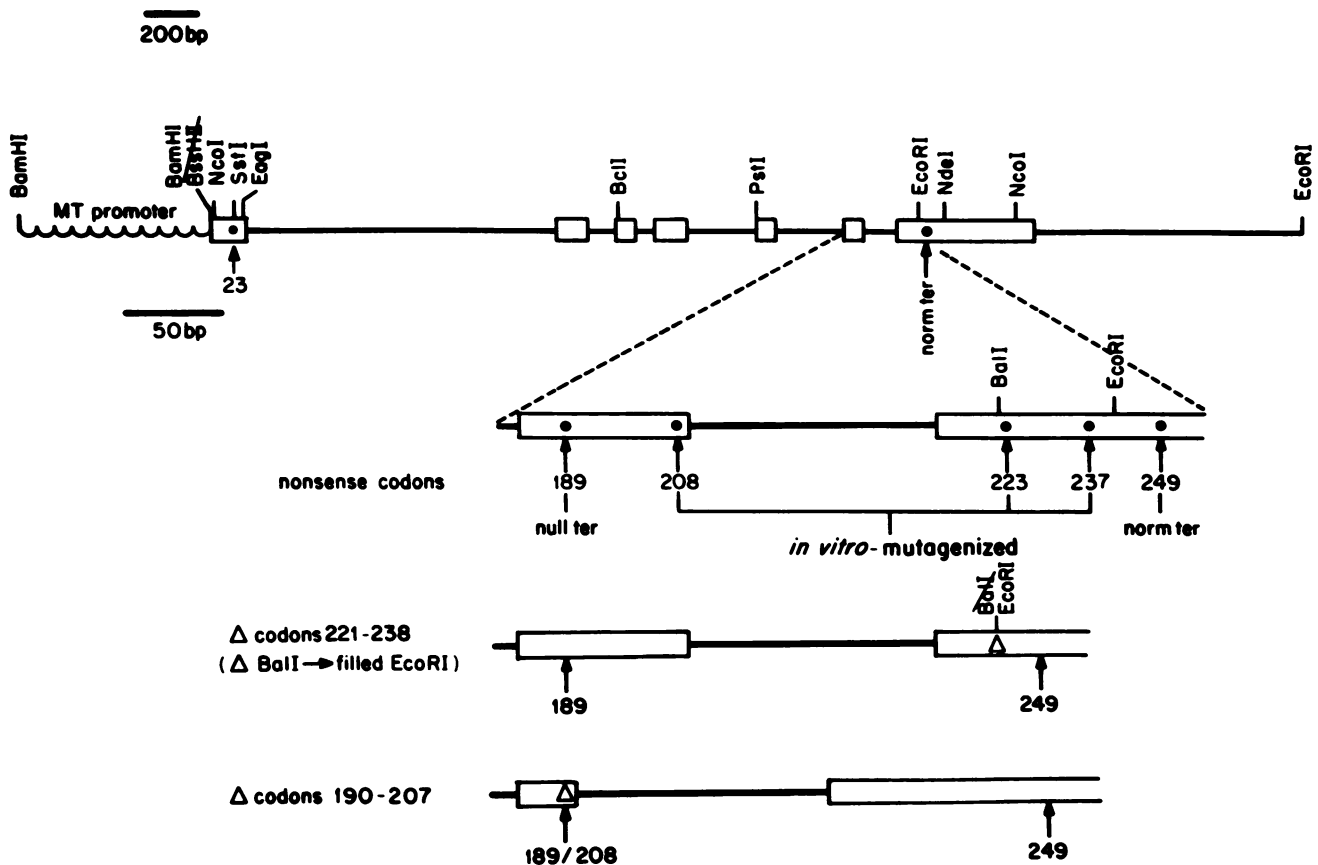 200bp
BamHI
BamHI
BsstHII
NcoI
SstI
EagI
BclI
PstI
EcoRI
NdeI
NcoI
EcoRI
MT promoter
23
norm ter
50bp
BalI
EcoRI
nonsense codons
189
208
223
237
249
null ter
norm ter
in vitro-mutagenized
BalI
EcoRI
Δ codons 221-238
(Δ BalI→filled EcoRI)
189
249
Δ codons 190-207
189/208
249